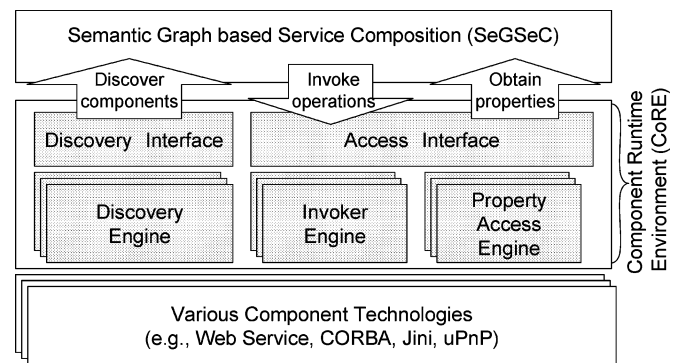 Semantic Graph based Service Composition (SeGSeC)
Discover
components
Invoke
operations
Obtain
properties
Discovery Interface
Access Interface
Discovery
Engine
Invoker
Engine
Property
Access
Engine
Component Runtime
Environment (CoRE)
Various Component Technologies
(e.g., Web Service, CORBA, Jini, uPnP)